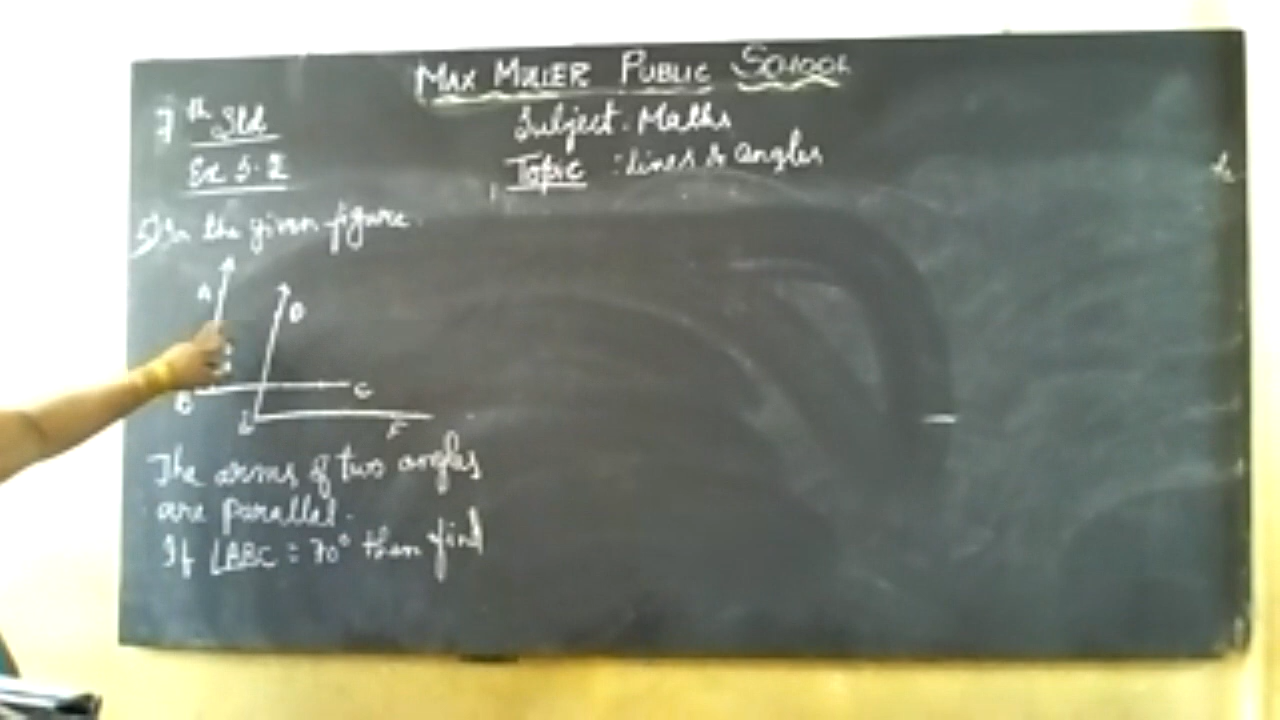 MAX MULLER PUBLIC SCHOOL
7th Std
Subject. Maths
Ex 5.2
Topic : Lines & Angles
5) In the given figure.
A
D
B
C
E
F
The arms of two angles
are parallel.
If ∠ABC = 70° then find